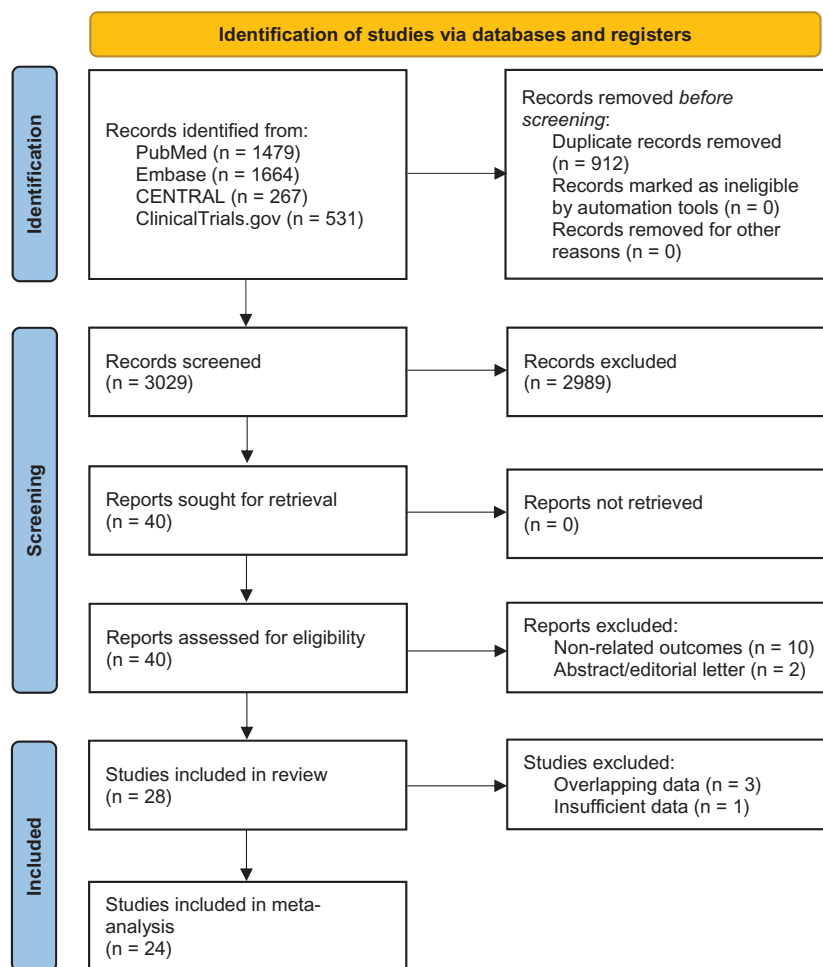 Identification of studies via databases and registers
Identification
Records identified from:
PubMed (n = 1479)
Embase (n = 1664)
CENTRAL (n = 267)
ClinicalTrials.gov (n = 531)
Records removed before
screening:
Duplicate records removed
(n = 912)
Records marked as ineligible
by automation tools (n = 0)
Records removed for other
reasons (n = 0)
Screening
Records screened
(n = 3029)
Records excluded
(n = 2989)
Reports sought for retrieval
(n = 40)
Reports not retrieved
(n = 0)
Reports assessed for eligibility
(n = 40)
Reports excluded:
Non-related outcomes (n = 10)
Abstract/editorial letter (n = 2)
Included
Studies included in review
(n = 28)
Studies excluded:
Overlapping data (n = 3)
Insufficient data (n = 1)
Studies included in meta-
analysis
(n = 24)